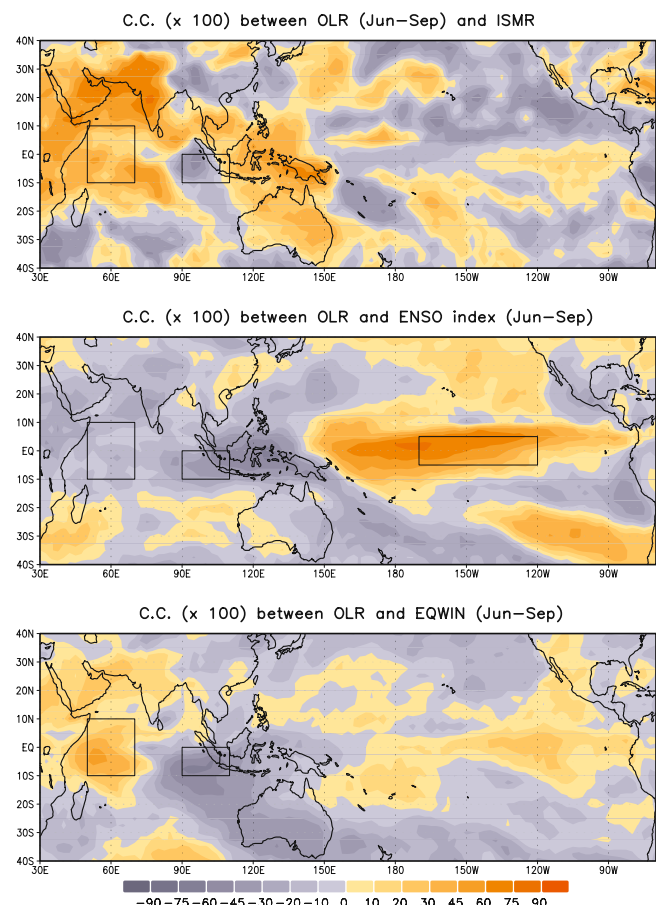 C.C. (x 100) between OLR (Jun-Sep) and ISMR
40N
30N
20N
10N
EQ
10S
20S
30S
40S
30E 60E 90E 120E 150E 180 150W 120W 90W
C.C. (x 100) between OLR and ENSO index (Jun-Sep)
40N
30N
20N
10N
EQ
10S
20S
30S
40S
30E 60E 90E 120E 150E 180 150W 120W 90W
C.C. (x 100) between OLR and EQWIN (Jun-Sep)
40N
30N
20N
10N
EQ
10S
20S
30S
40S
30E 60E 90E 120E 150E 180 150W 120W 90W
-90 -75 -60 -45 -30 -20 -10 0 10 20 30 45 60 75 90